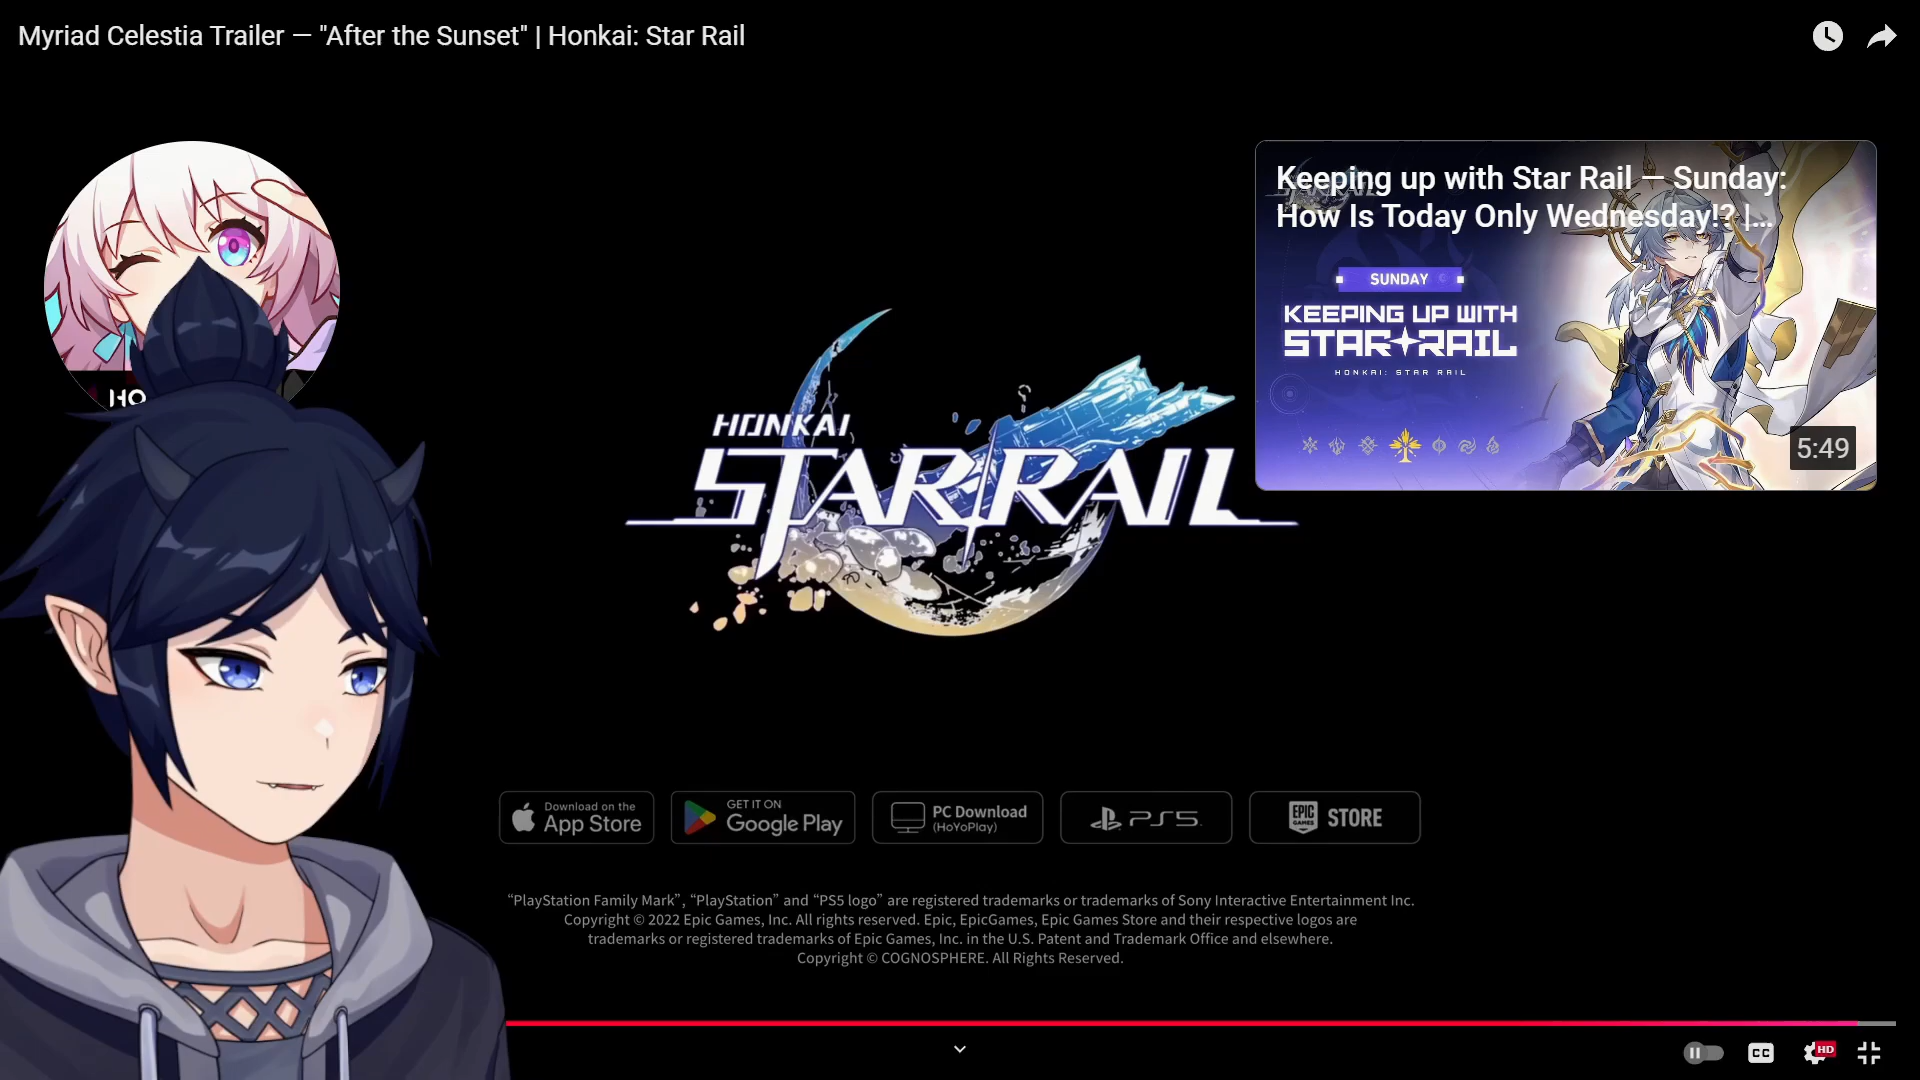 Myriad Celestia Trailer — "After the Sunset" | Honkai: Star Rail
HO
Keeping up with Star Rail — Sunday:
How Is Today Only Wednesday!? |...
SUNDAY
KEEPING UP WITH
STAR RAIL
HONKAI: STAR RAIL
5:49
HONKAI
STAR RAIL
Download on the
App Store
GET IT ON
Google Play
PC Download
(HoYoPlay)
PS5
EPIC GAMES STORE
“PlayStation Family Mark”, “PlayStation” and “PS5 logo” are registered trademarks or trademarks of Sony Interactive Entertainment Inc.
Copyright © 2022 Epic Games, Inc. All rights reserved. Epic, EpicGames, Epic Games Store and their respective logos are
trademarks or registered trademarks of Epic Games, Inc. in the U.S. Patent and Trademark Office and elsewhere.
Copyright © COGNOSPHERE. All Rights Reserved.
CC
HD